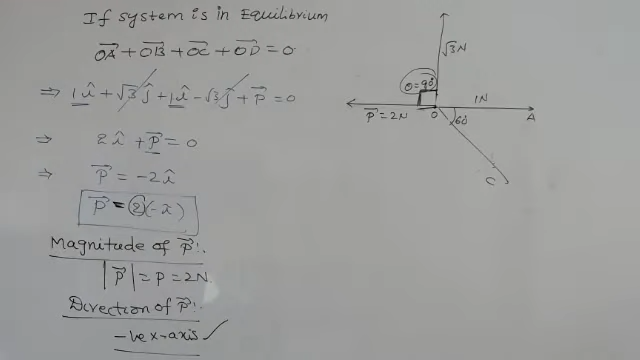 If system is in Equilibrium
O͞A⃗ + OB⃗ + OC⃗ + OD⃗ = 0
⇒ 1î + √3ĵ + 1î - √3ĵ + P⃗ = 0
⇒ 2î + P⃗ = 0
⇒ P⃗ = -2î
P⃗ = 2(-î)
Magnitude of P⃗:.
|P⃗| = P = 2N.
Direction of P⃗:.
-ve x-axis ✓
√3N
θ=90°
1N
P⃗ = 2N
O
60°
A
C